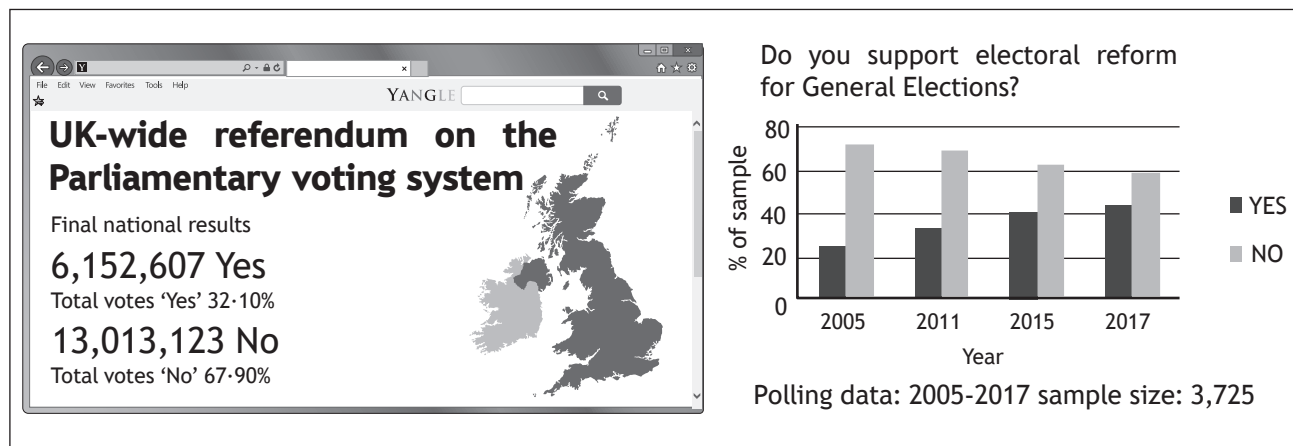 Y
File Edit View Favorites Tools Help
YANGLE
UK-wide referendum on the
Parliamentary voting system
Final national results
6,152,607 Yes
Total votes ‘Yes’ 32·10%
13,013,123 No
Total votes ‘No’ 67·90%
Do you support electoral reform
for General Elections?
% of sample
80
60
40
20
0
2005 2011 2015 2017
Year
YES
NO
Polling data: 2005-2017 sample size: 3,725